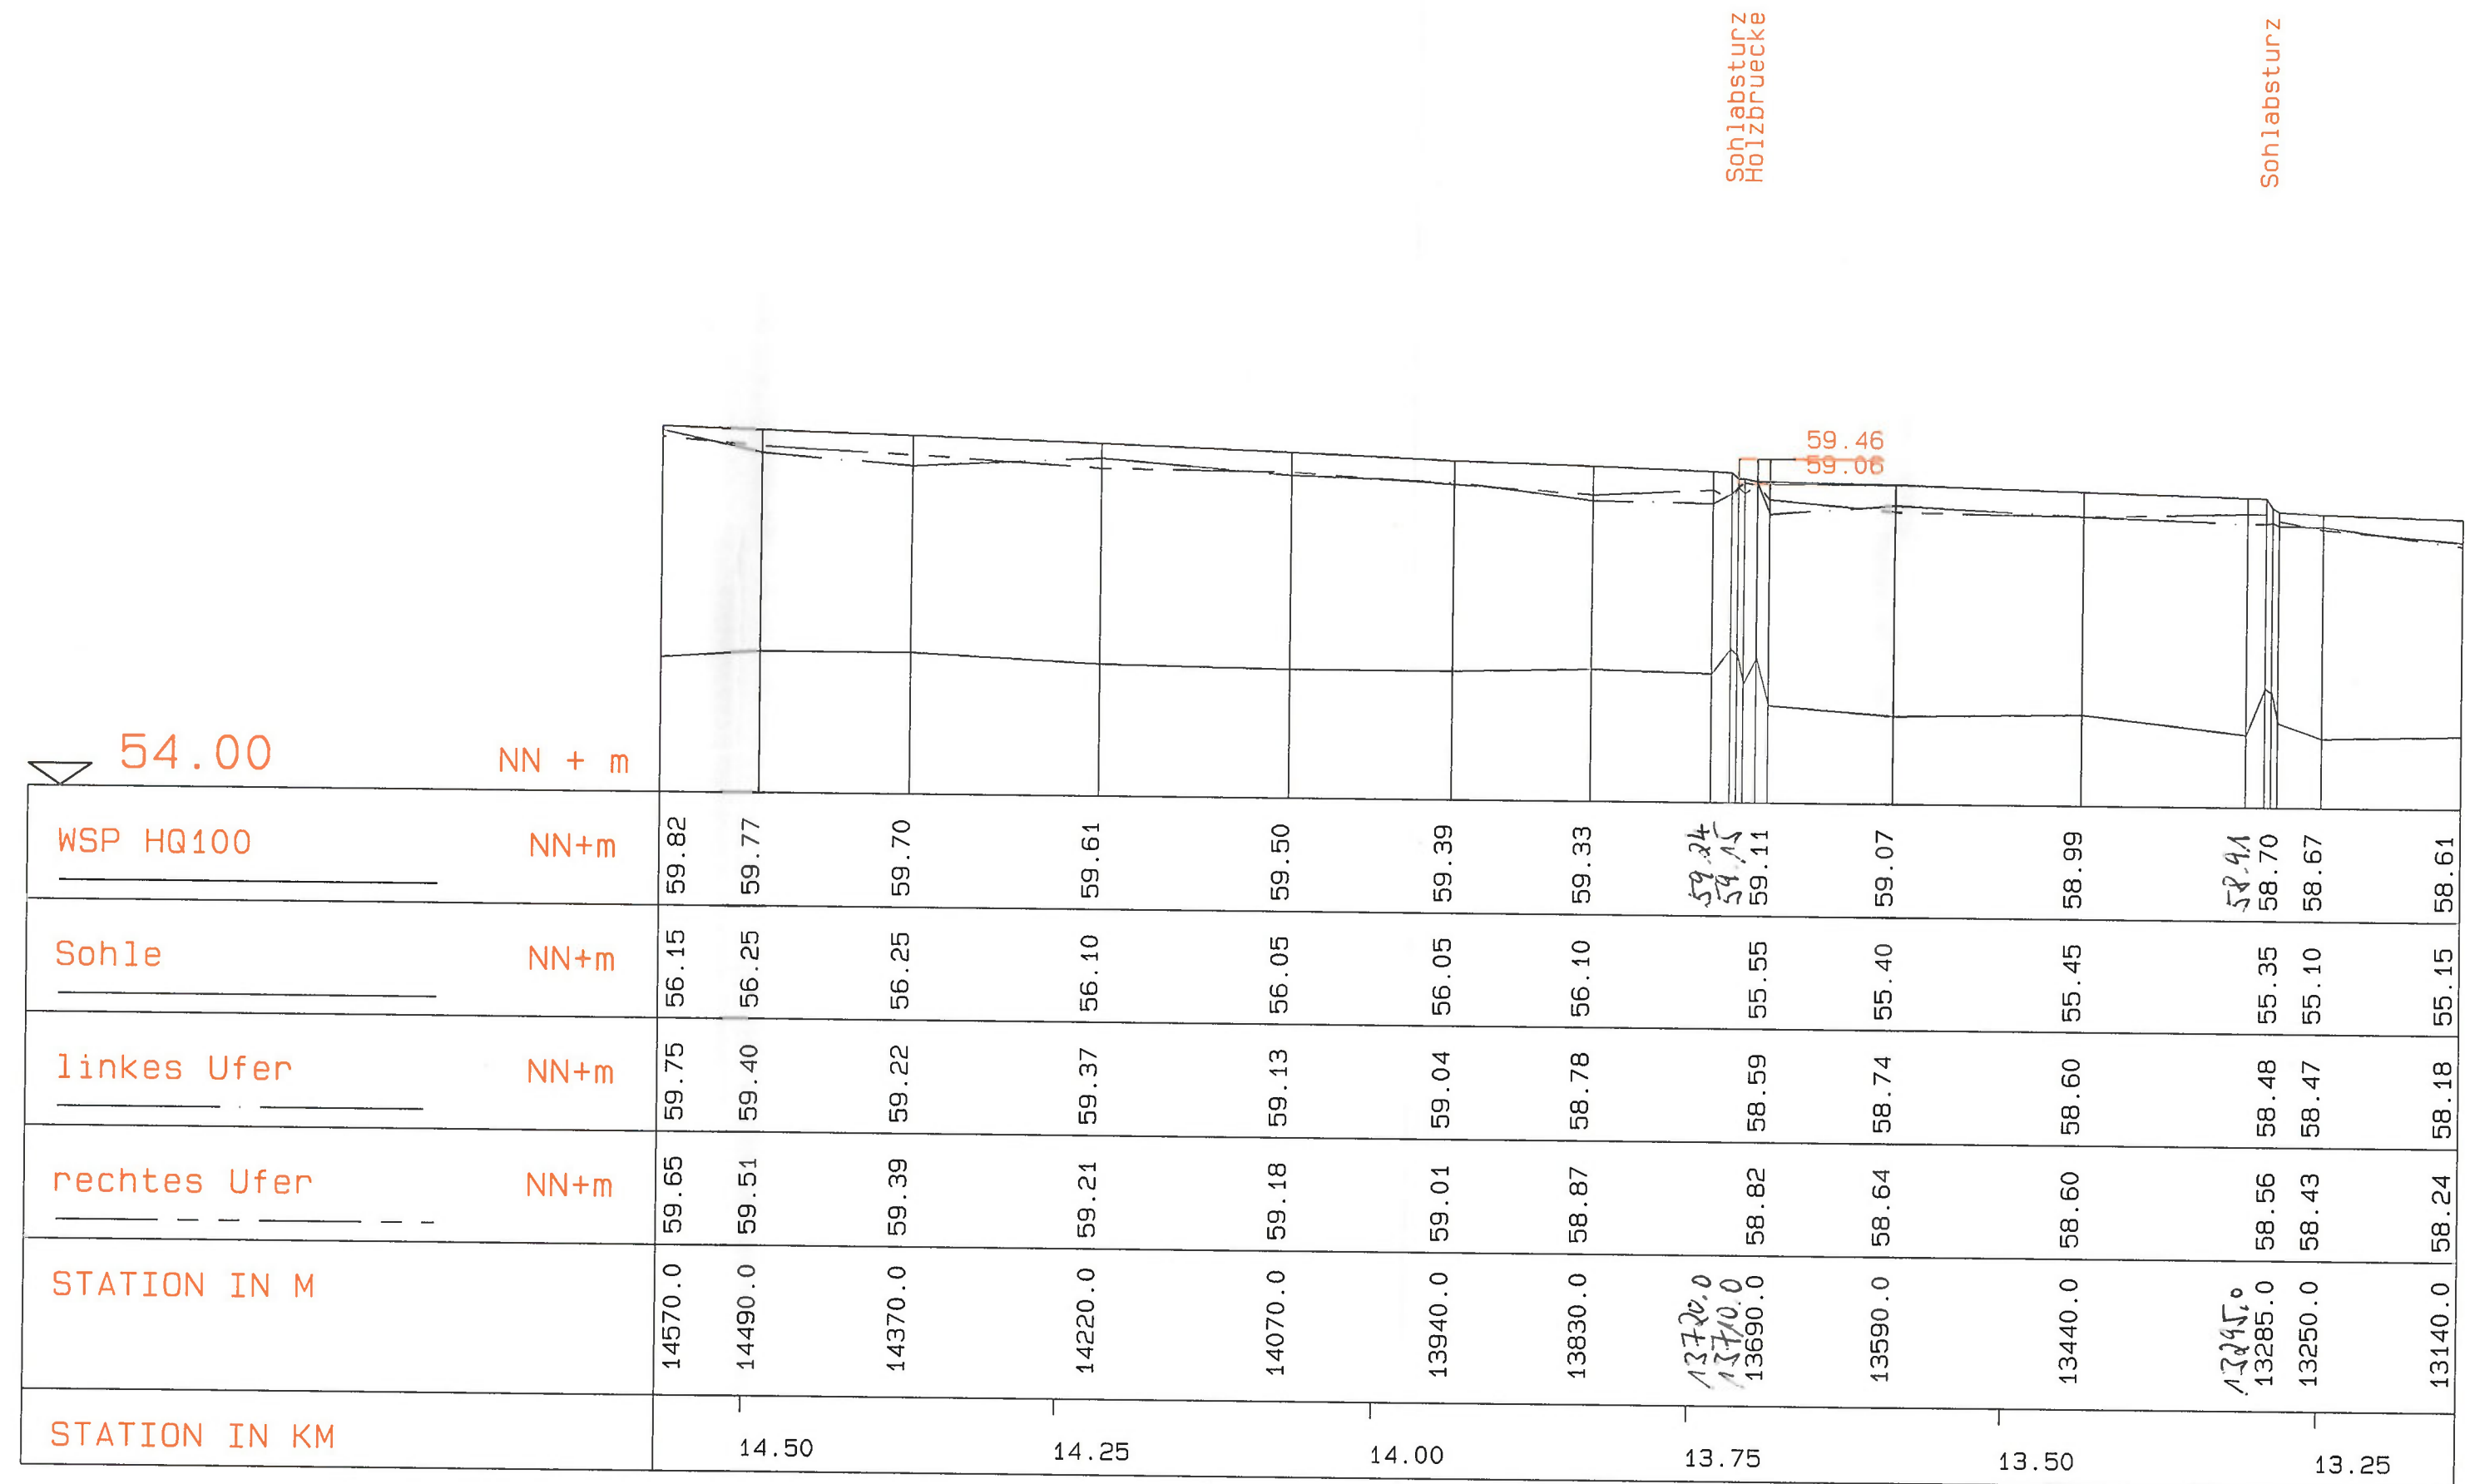 Sohlabsturz
Holzbruecke
Sohlabsturz
59.46
59.06
54.00 NN + m
WSP HQ100 NN+m 59.82 59.77 59.70 59.61 59.50 59.39 59.33 59.24 59.15 59.11 59.07 58.99 58.91 58.70 58.67 58.61
Sohle NN+m 56.15 56.25 56.25 56.10 56.05 56.05 56.10 55.55 55.40 55.45 55.35 55.10 55.15
linkes Ufer NN+m 59.75 59.40 59.22 59.37 59.13 59.04 58.78 58.59 58.74 58.60 58.48 58.47 58.18
rechtes Ufer NN+m 59.65 59.51 59.39 59.21 59.18 59.01 58.87 58.82 58.64 58.60 58.56 58.43 58.24
STATION IN M 14570.0 14490.0 14370.0 14220.0 14070.0 13940.0 13830.0 13720.0 13710.0 13690.0 13590.0 13440.0 13295.0 13285.0 13250.0 13140.0
STATION IN KM 14.50 14.25 14.00 13.75 13.50 13.25